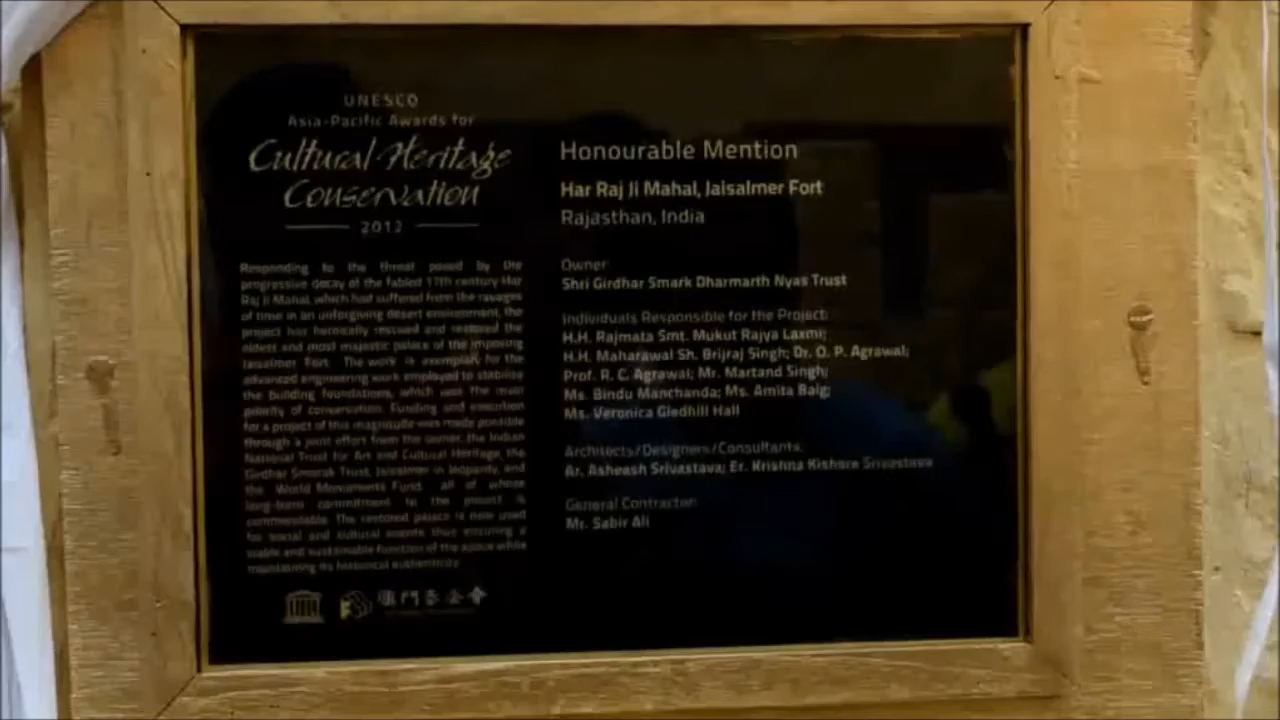 UNESCO
Asia-Pacific Awards for
Cultural Heritage
Conservation
2012
Responding to the threat posed by the
progressive decay of the fabled 17th century Har
Raj Ji Mahal, which had suffered from the ravages
of time in an unforgiving desert environment, the
project has heroically rescued and restored the
oldest and most majestic palace of the imposing
Jaisalmer Fort. The work is exemplary for the
advanced engineering work employed to stabilize
the building foundations, which was the main
priority of conservation. Funding and execution
for a project of this magnitude was made possible
through a joint effort from the owner, the Indian
National Trust for Art and Cultural Heritage, the
Girdhar Smarak Trust, Jaisalmer in Jeopardy, and
the World Monuments Fund, all of whose
long-term commitment to the project is
commendable. The restored palace is now used
for social and cultural events thus ensuring a
viable and sustainable function of the space while
maintaining its historical authenticity.
Honourable Mention
Har Raj Ji Mahal, Jaisalmer Fort
Rajasthan, India
Owner:
Shri Girdhar Smark Dharmarth Nyas Trust
Individuals Responsible for the Project:
H.H. Rajmata Smt. Mukut Rajya Laxmi;
H.H. Maharawal Sh. Brijraj Singh; Dr. O. P. Agrawal;
Prof. R. C. Agrawal; Mr. Martand Singh;
Ms. Bindu Manchanda; Ms. Amita Baig;
Ms. Veronica Gledhill Hall
Architects/Designers/Consultants:
Ar. Asheesh Srivastava; Er. Krishna Kishore Srivastava
General Contractor:
Mr. Sabir Ali